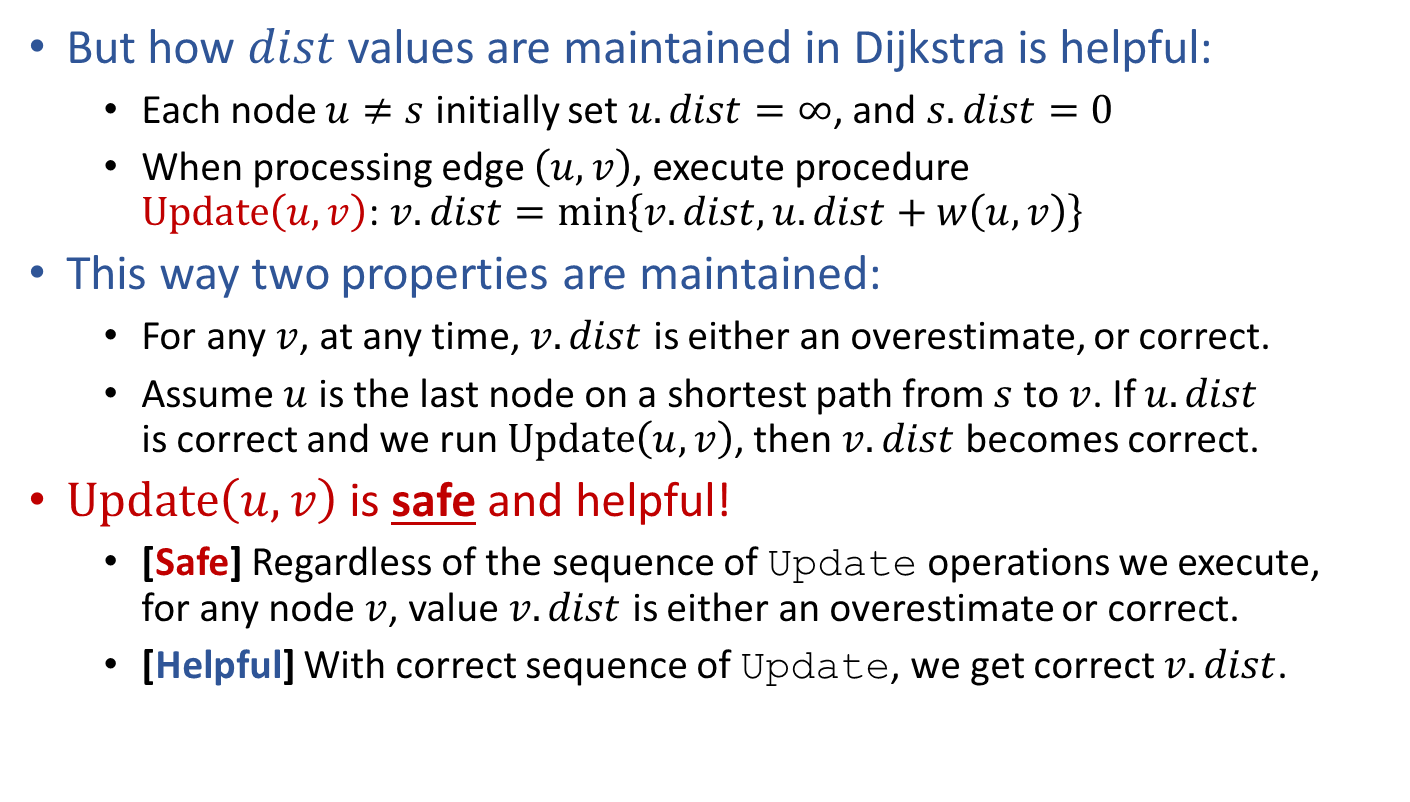 • But how 𝑑𝑖𝑠𝑡 values are maintained in Dijkstra is helpful:
• Each node 𝑢 ≠ 𝑠 initially set 𝑢.𝑑𝑖𝑠𝑡 = ∞, and 𝑠.𝑑𝑖𝑠𝑡 = 0
• When processing edge (𝑢, 𝑣), execute procedure
Update(𝑢, 𝑣): 𝑣.𝑑𝑖𝑠𝑡 = min{𝑣.𝑑𝑖𝑠𝑡, 𝑢.𝑑𝑖𝑠𝑡 + 𝑤(𝑢, 𝑣)}
• This way two properties are maintained:
• For any 𝑣, at any time, 𝑣.𝑑𝑖𝑠𝑡 is either an overestimate, or correct.
• Assume 𝑢 is the last node on a shortest path from 𝑠 to 𝑣. If 𝑢.𝑑𝑖𝑠𝑡
is correct and we run Update(𝑢, 𝑣), then 𝑣.𝑑𝑖𝑠𝑡 becomes correct.
• Update(𝑢, 𝑣) is safe and helpful!
• [Safe] Regardless of the sequence of Update operations we execute,
for any node 𝑣, value 𝑣.𝑑𝑖𝑠𝑡 is either an overestimate or correct.
• [Helpful] With correct sequence of Update, we get correct 𝑣.𝑑𝑖𝑠𝑡.